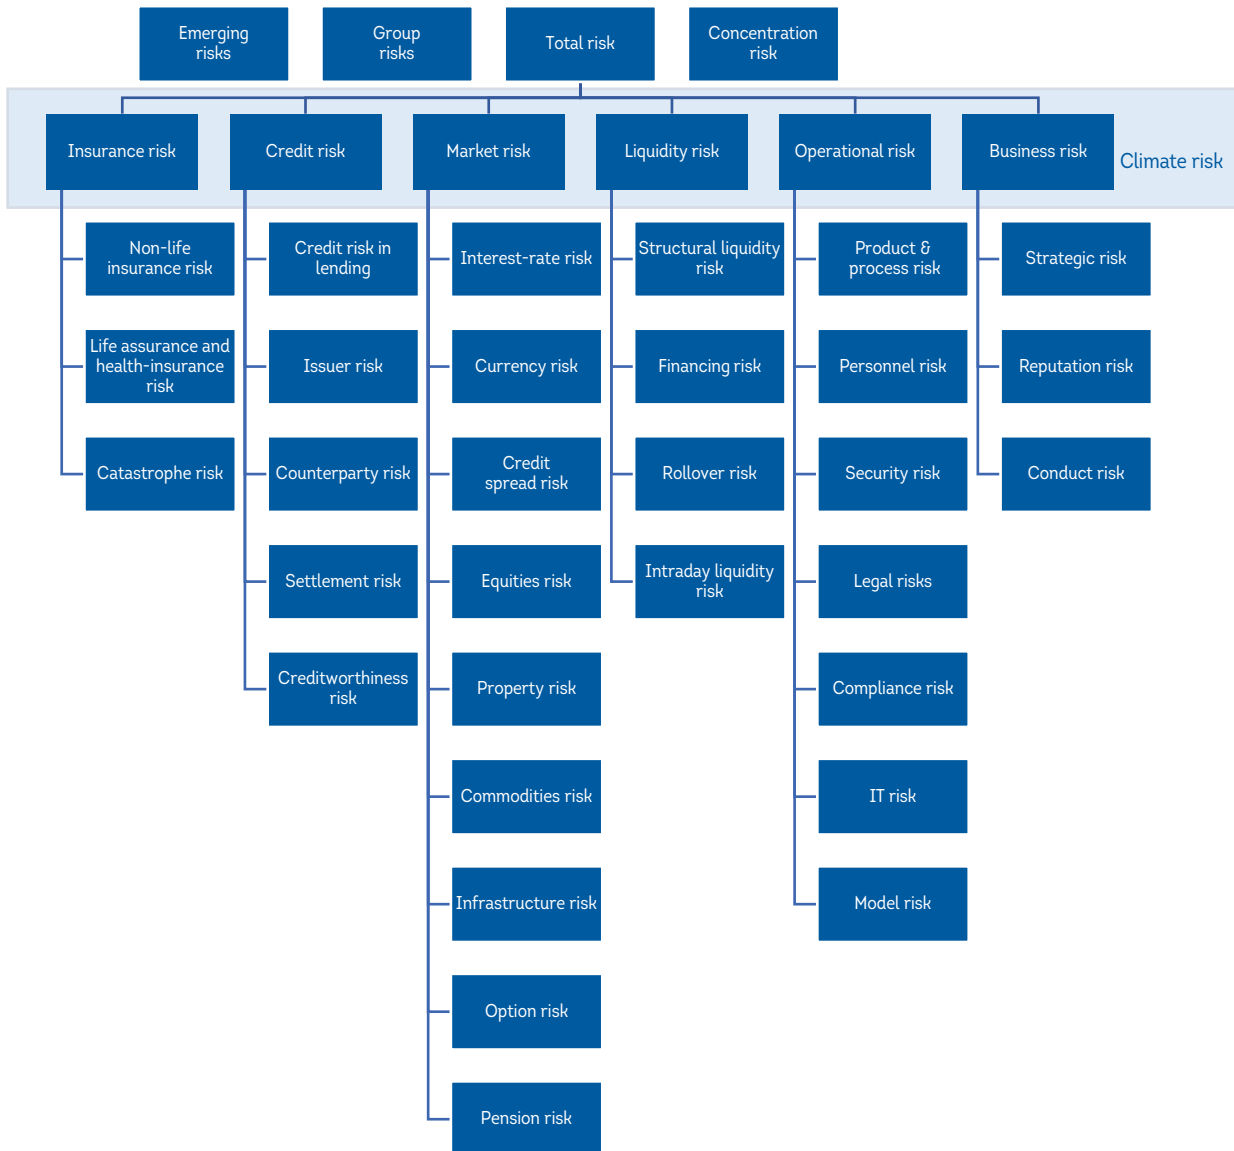 Emerging
risks
Group
risks
Total risk
Concentration
risk
Insurance risk
Credit risk
Market risk
Liquidity risk
Operational risk
Business risk
Climate risk
Non-life
insurance risk
Credit risk in
lending
Interest-rate risk
Structural liquidity
risk
Product &
process risk
Strategic risk
Life assurance and
health-insurance
risk
Issuer risk
Currency risk
Financing risk
Personnel risk
Reputation risk
Catastrophe risk
Counterparty risk
Credit
spread risk
Rollover risk
Security risk
Conduct risk
Settlement risk
Equities risk
Intraday liquidity
risk
Legal risks
Creditworthiness
risk
Property risk
Compliance risk
Commodities risk
IT risk
Infrastructure risk
Model risk
Option risk
Pension risk